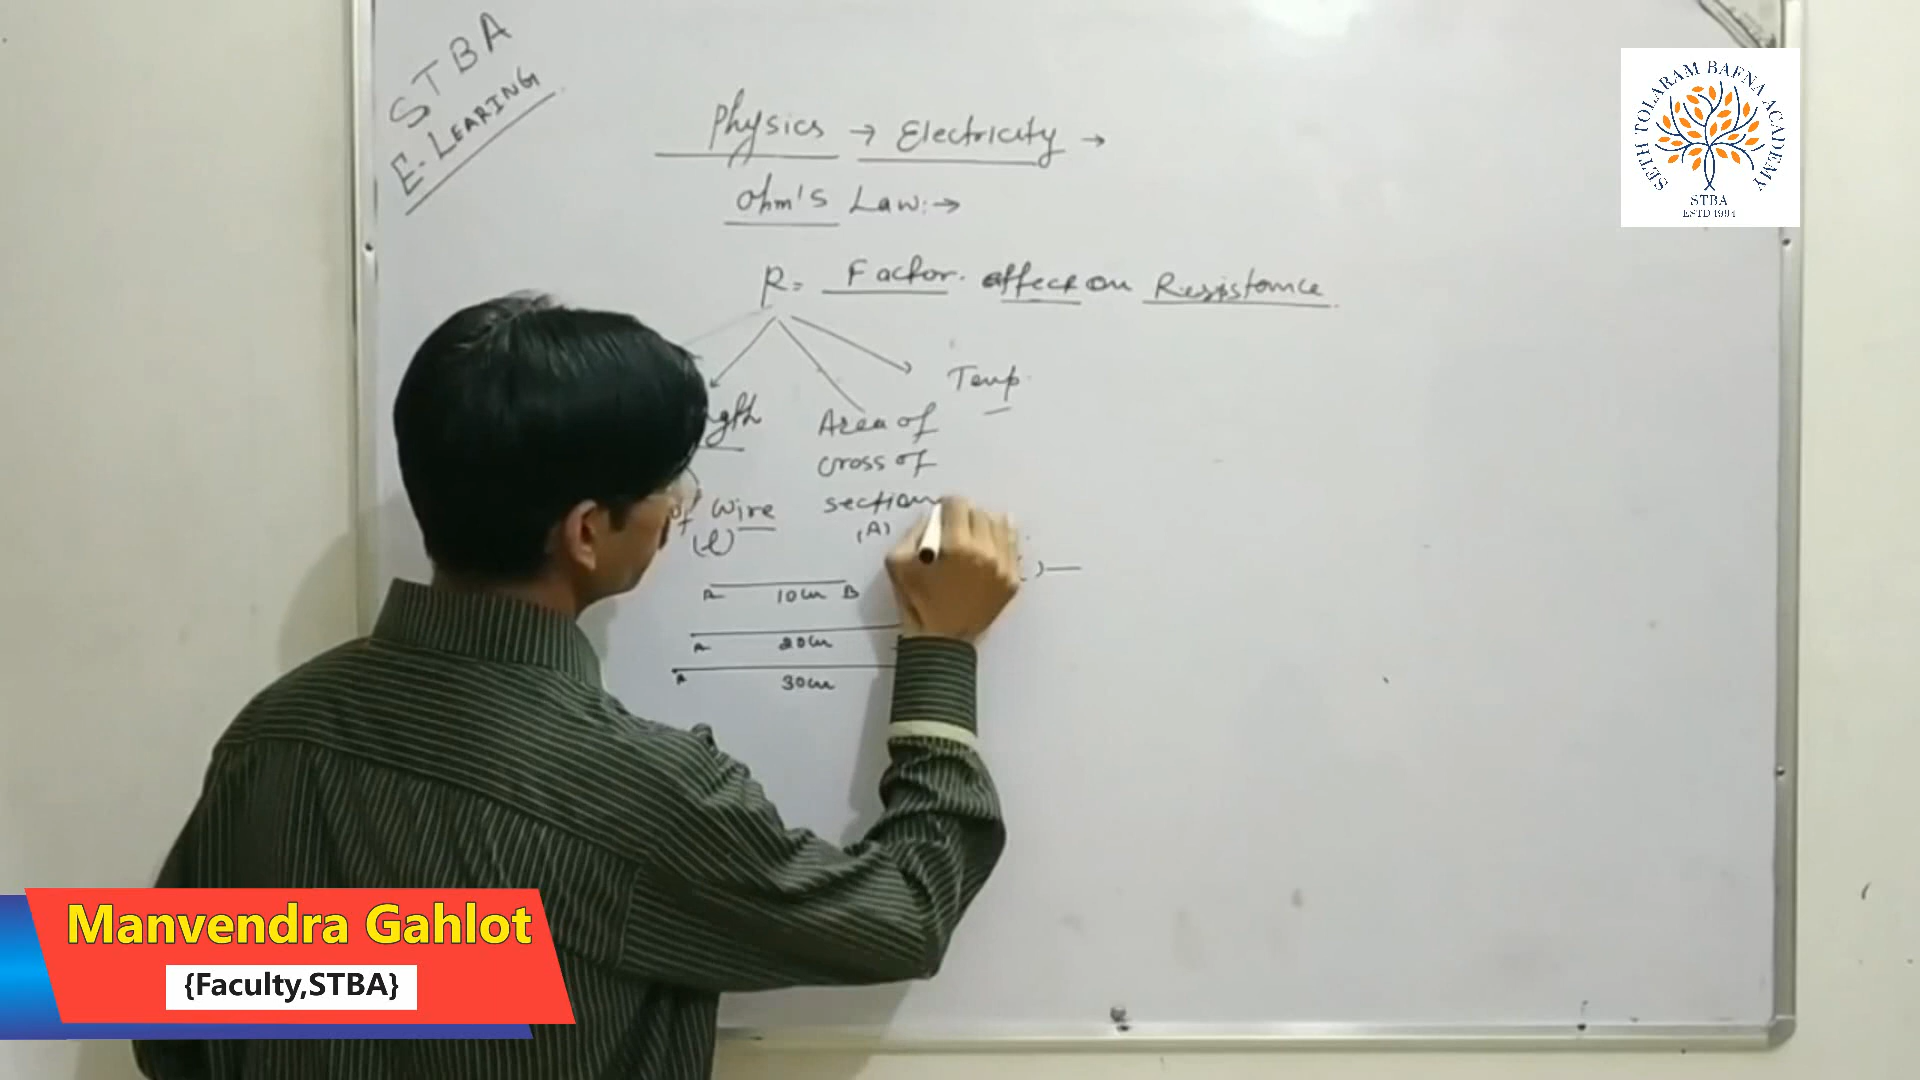 STBA
E-LEARING
Physics → Electricity →
Ohm's Law:→
R = Factor. affect on Resistance
Temp.
Area of
cross of
section
(A)
of Wire
(l)
A 10cm B
A 20cm
A 30cm
SETH TOLARAM BAFNA ACADEMY
STBA
ESTD 1994
Manvendra Gahlot
{Faculty,STBA}